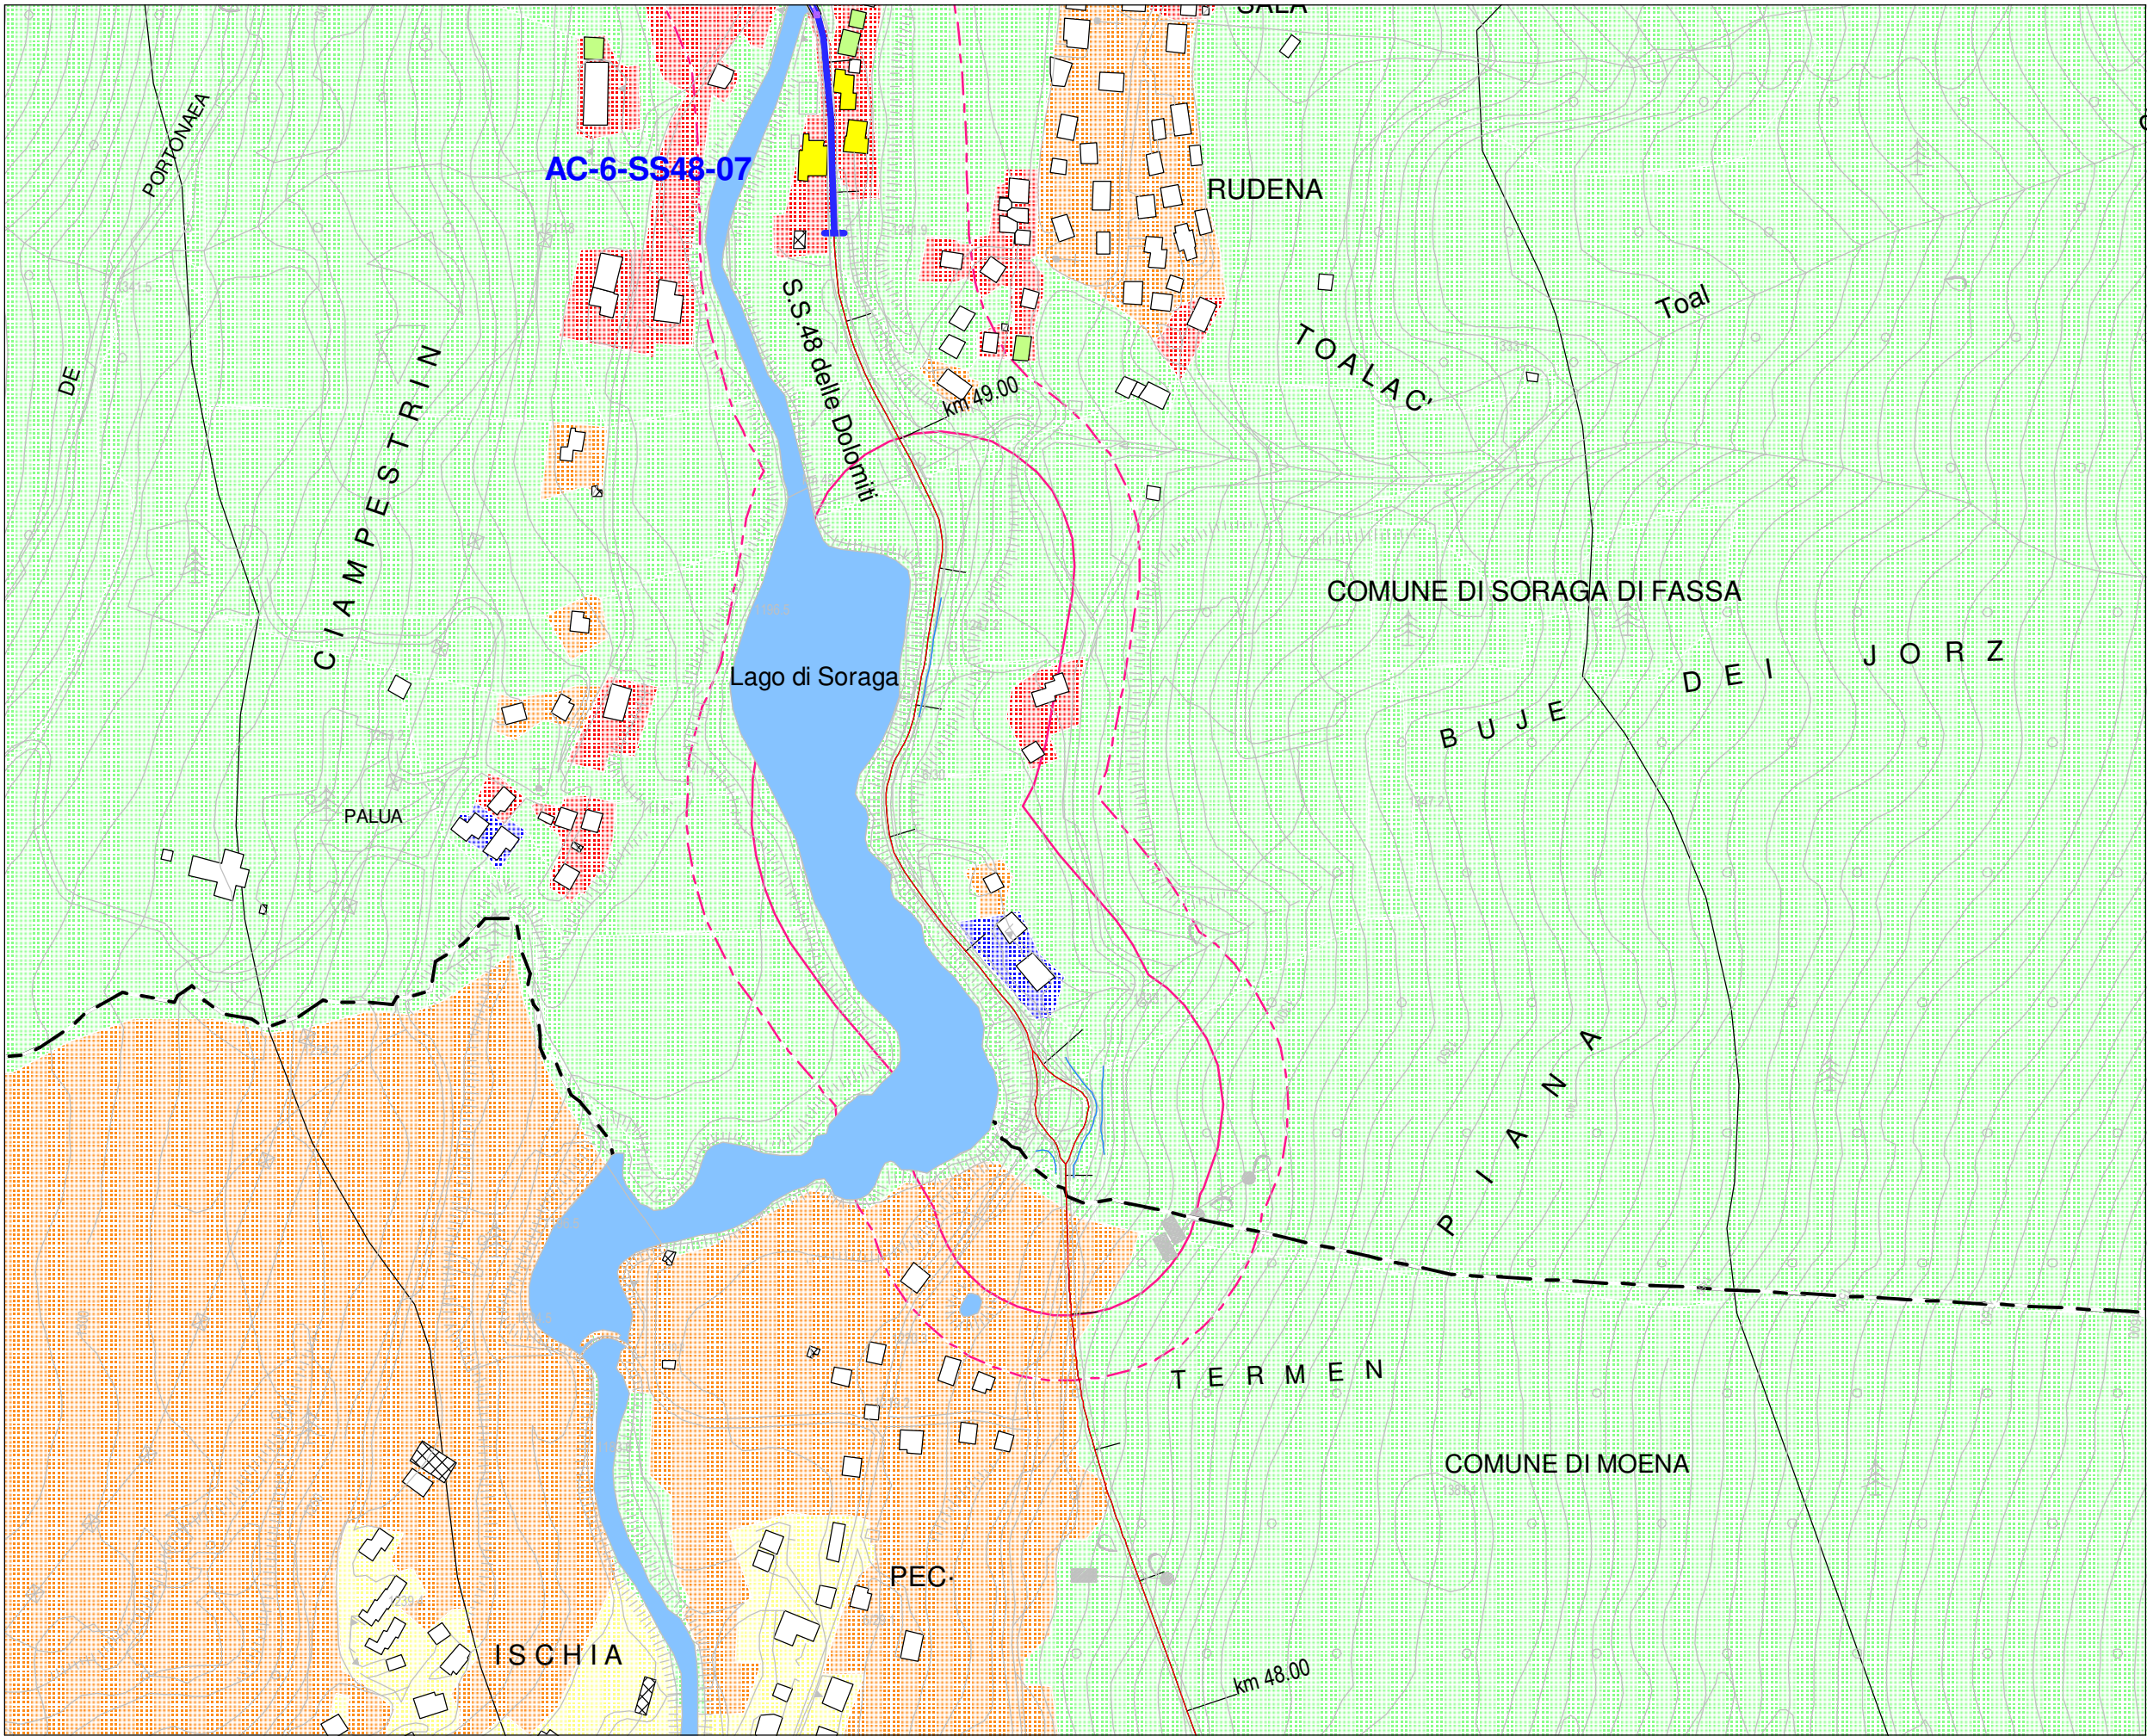 SALA
PORTONAEA
AC-6-SS48-07
RUDENA
Toal
TOALAC'
DE
CIAMPESTRIN
S.S.48 delle Dolomiti
km 49.00
COMUNE DI SORAGA DI FASSA
Lago di Soraga
BUJE DEI JORZ
PALUA
PIANA
TERMEN
COMUNE DI MOENA
PEC·
ISCHIA
km 48.00